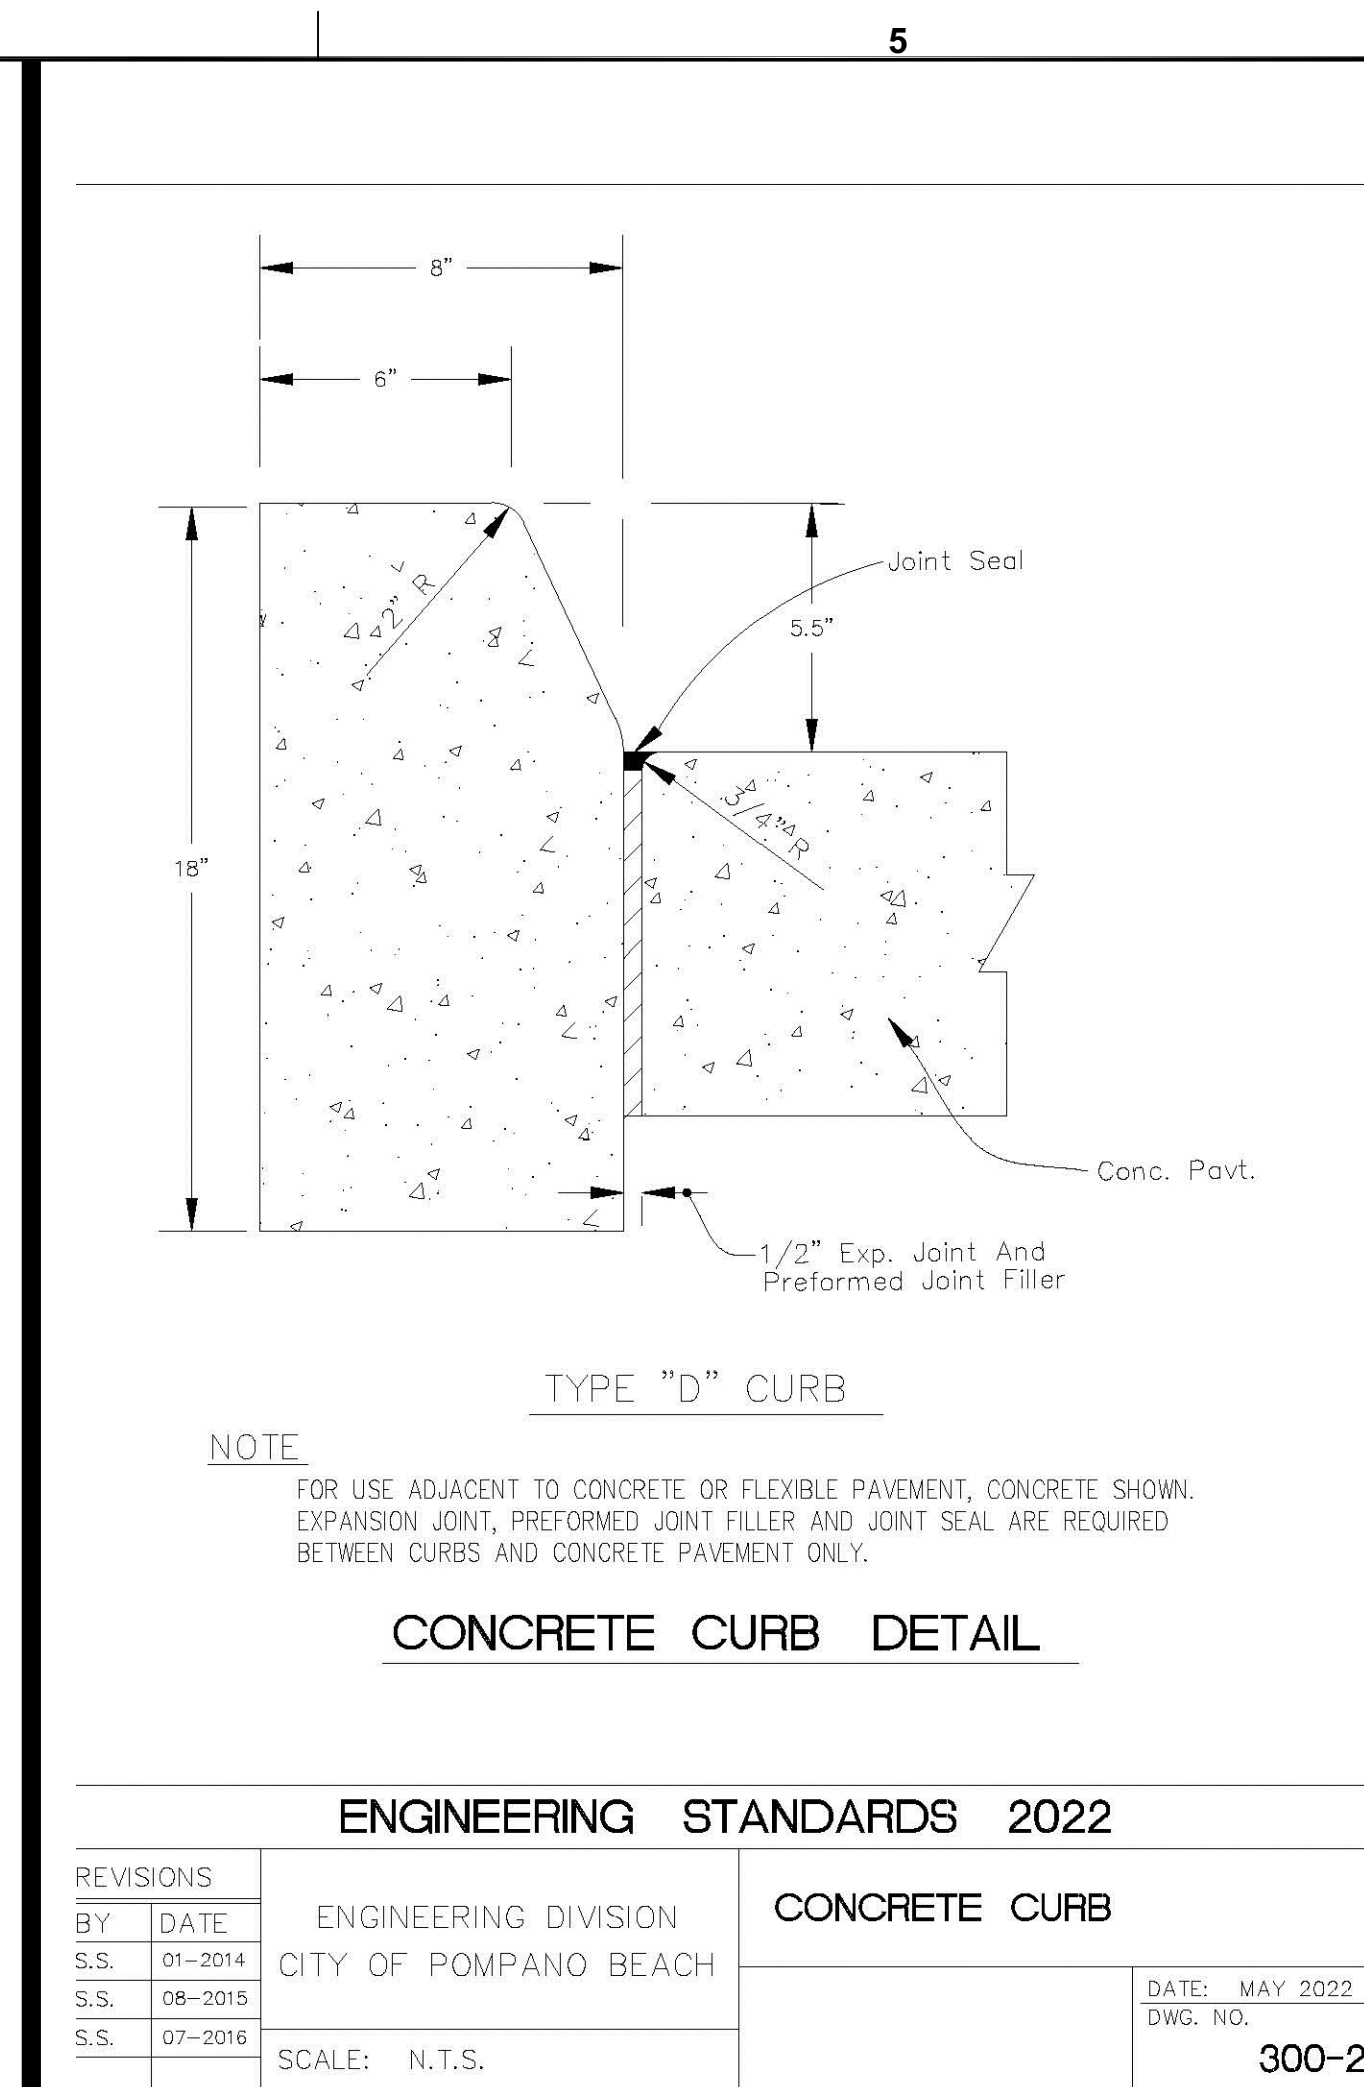 5
8"
6"
2" R
Joint Seal
5.5"
3/4" R
18"
Conc. Pavt.
1/2" Exp. Joint And
Preformed Joint Filler
TYPE "D" CURB
NOTE
FOR USE ADJACENT TO CONCRETE OR FLEXIBLE PAVEMENT, CONCRETE SHOWN.
EXPANSION JOINT, PREFORMED JOINT FILLER AND JOINT SEAL ARE REQUIRED
BETWEEN CURBS AND CONCRETE PAVEMENT ONLY.
CONCRETE CURB DETAIL
ENGINEERING STANDARDS 2022
REVISIONS
BY DATE
S.S. 01-2014
S.S. 08-2015
S.S. 07-2016
ENGINEERING DIVISION
CITY OF POMPANO BEACH
SCALE: N.T.S.
CONCRETE CURB
DATE: MAY 2022
DWG. NO.
300-2